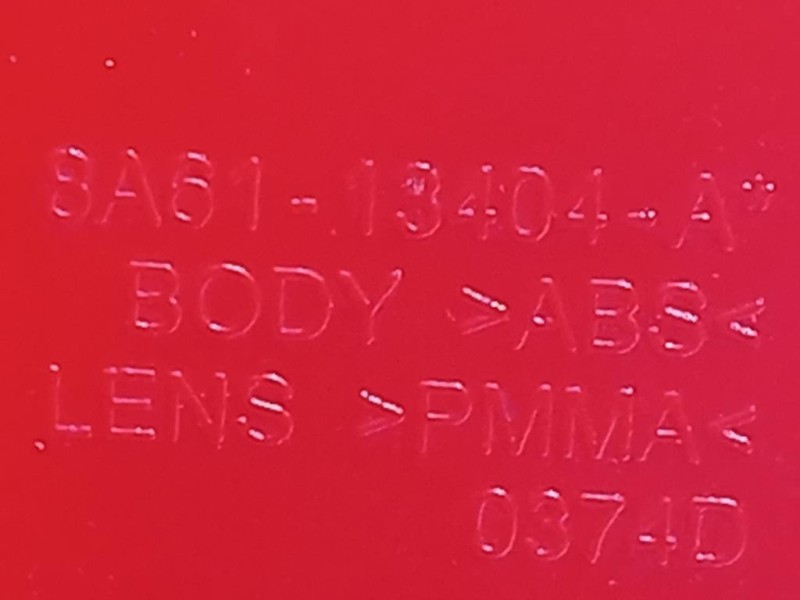 8A61-13404-A*
BODY >ABS<
LENS >PMMA<
0374D